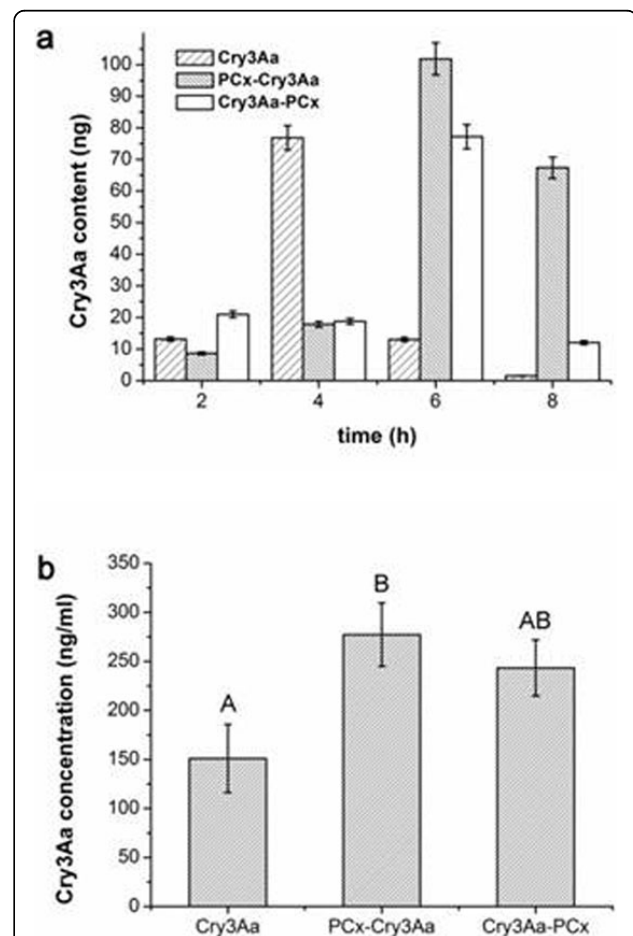 a
Cry3Aa
PCx-Cry3Aa
Cry3Aa-PCx
Cry3Aa content (ng)
100
90
80
70
60
50
40
30
20
10
0
2 4 6 8
time (h)
b
Cry3Aa concentration (ng/ml)
350
300
250
200
150
100
50
0
A
B
AB
Cry3Aa PCx-Cry3Aa Cry3Aa-PCx